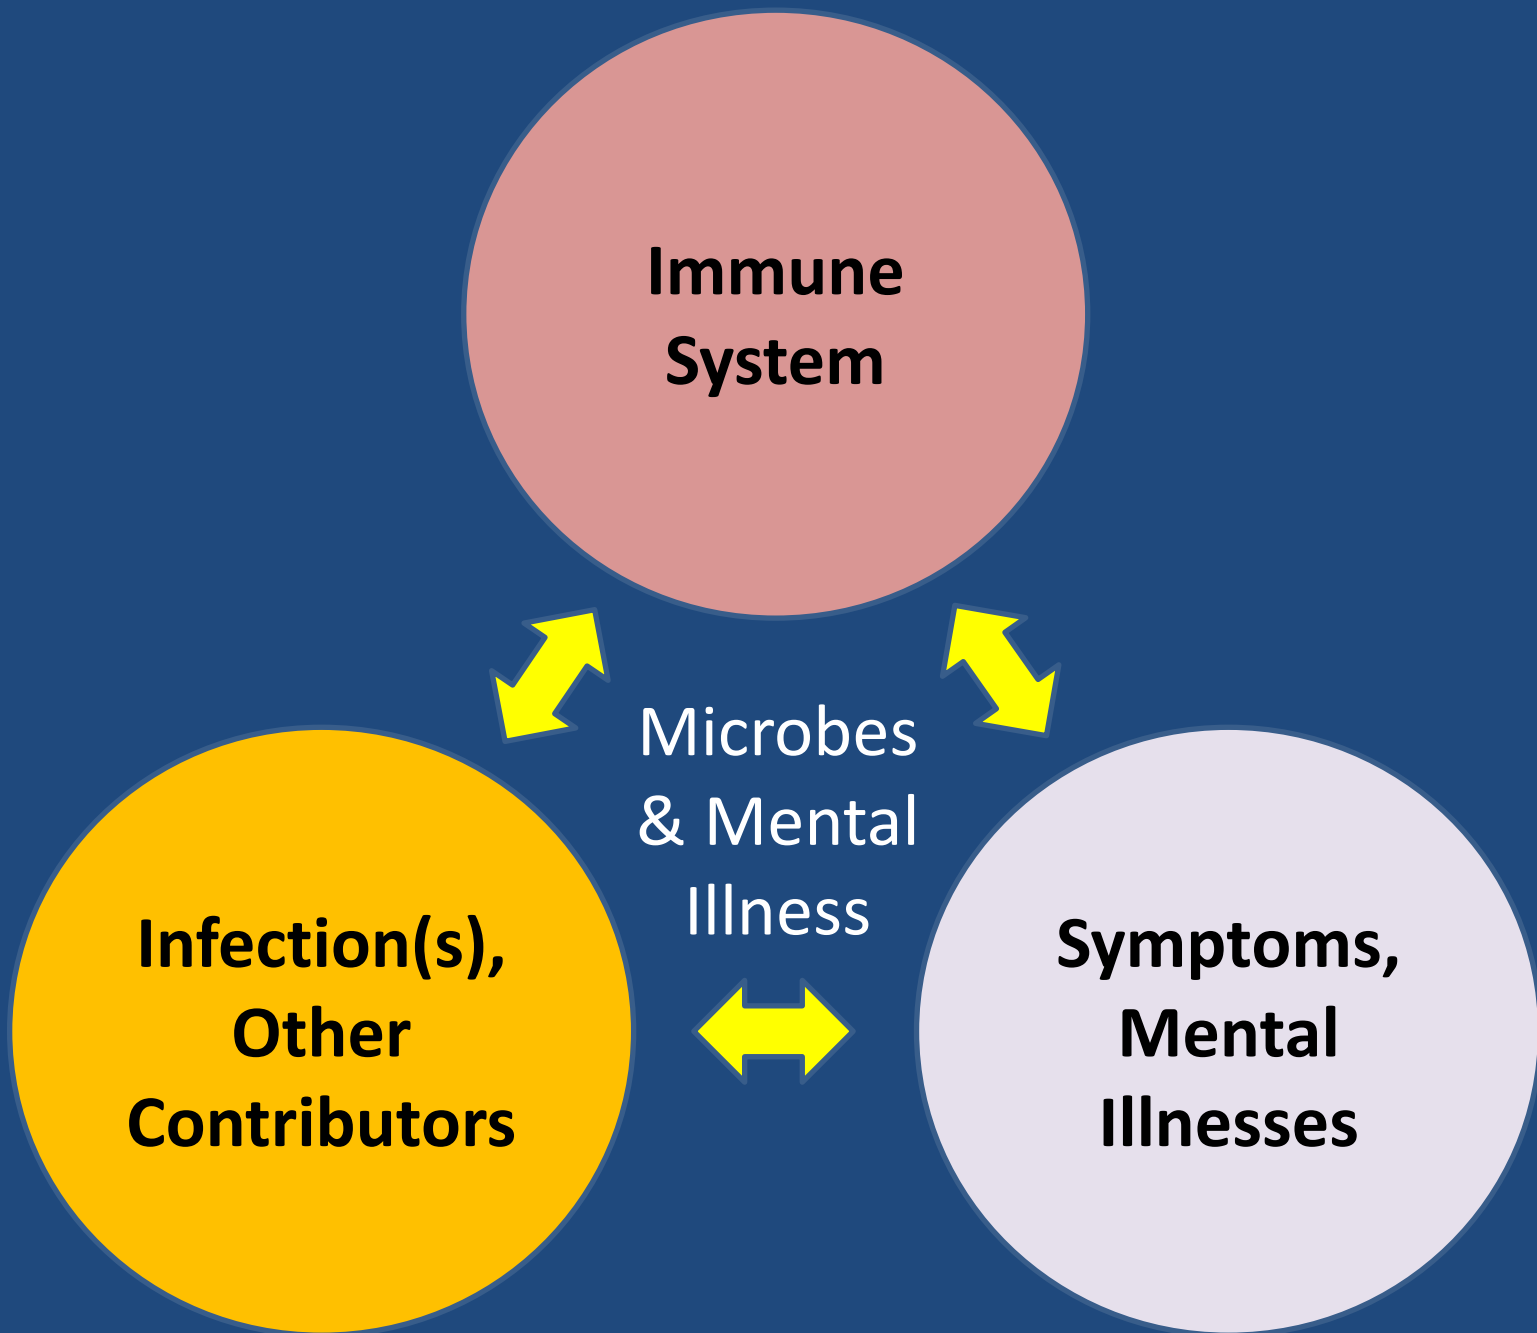 Immune
System
Microbes
& Mental
Illness
Infection(s),
Other
Contributors
Symptoms,
Mental
Illnesses